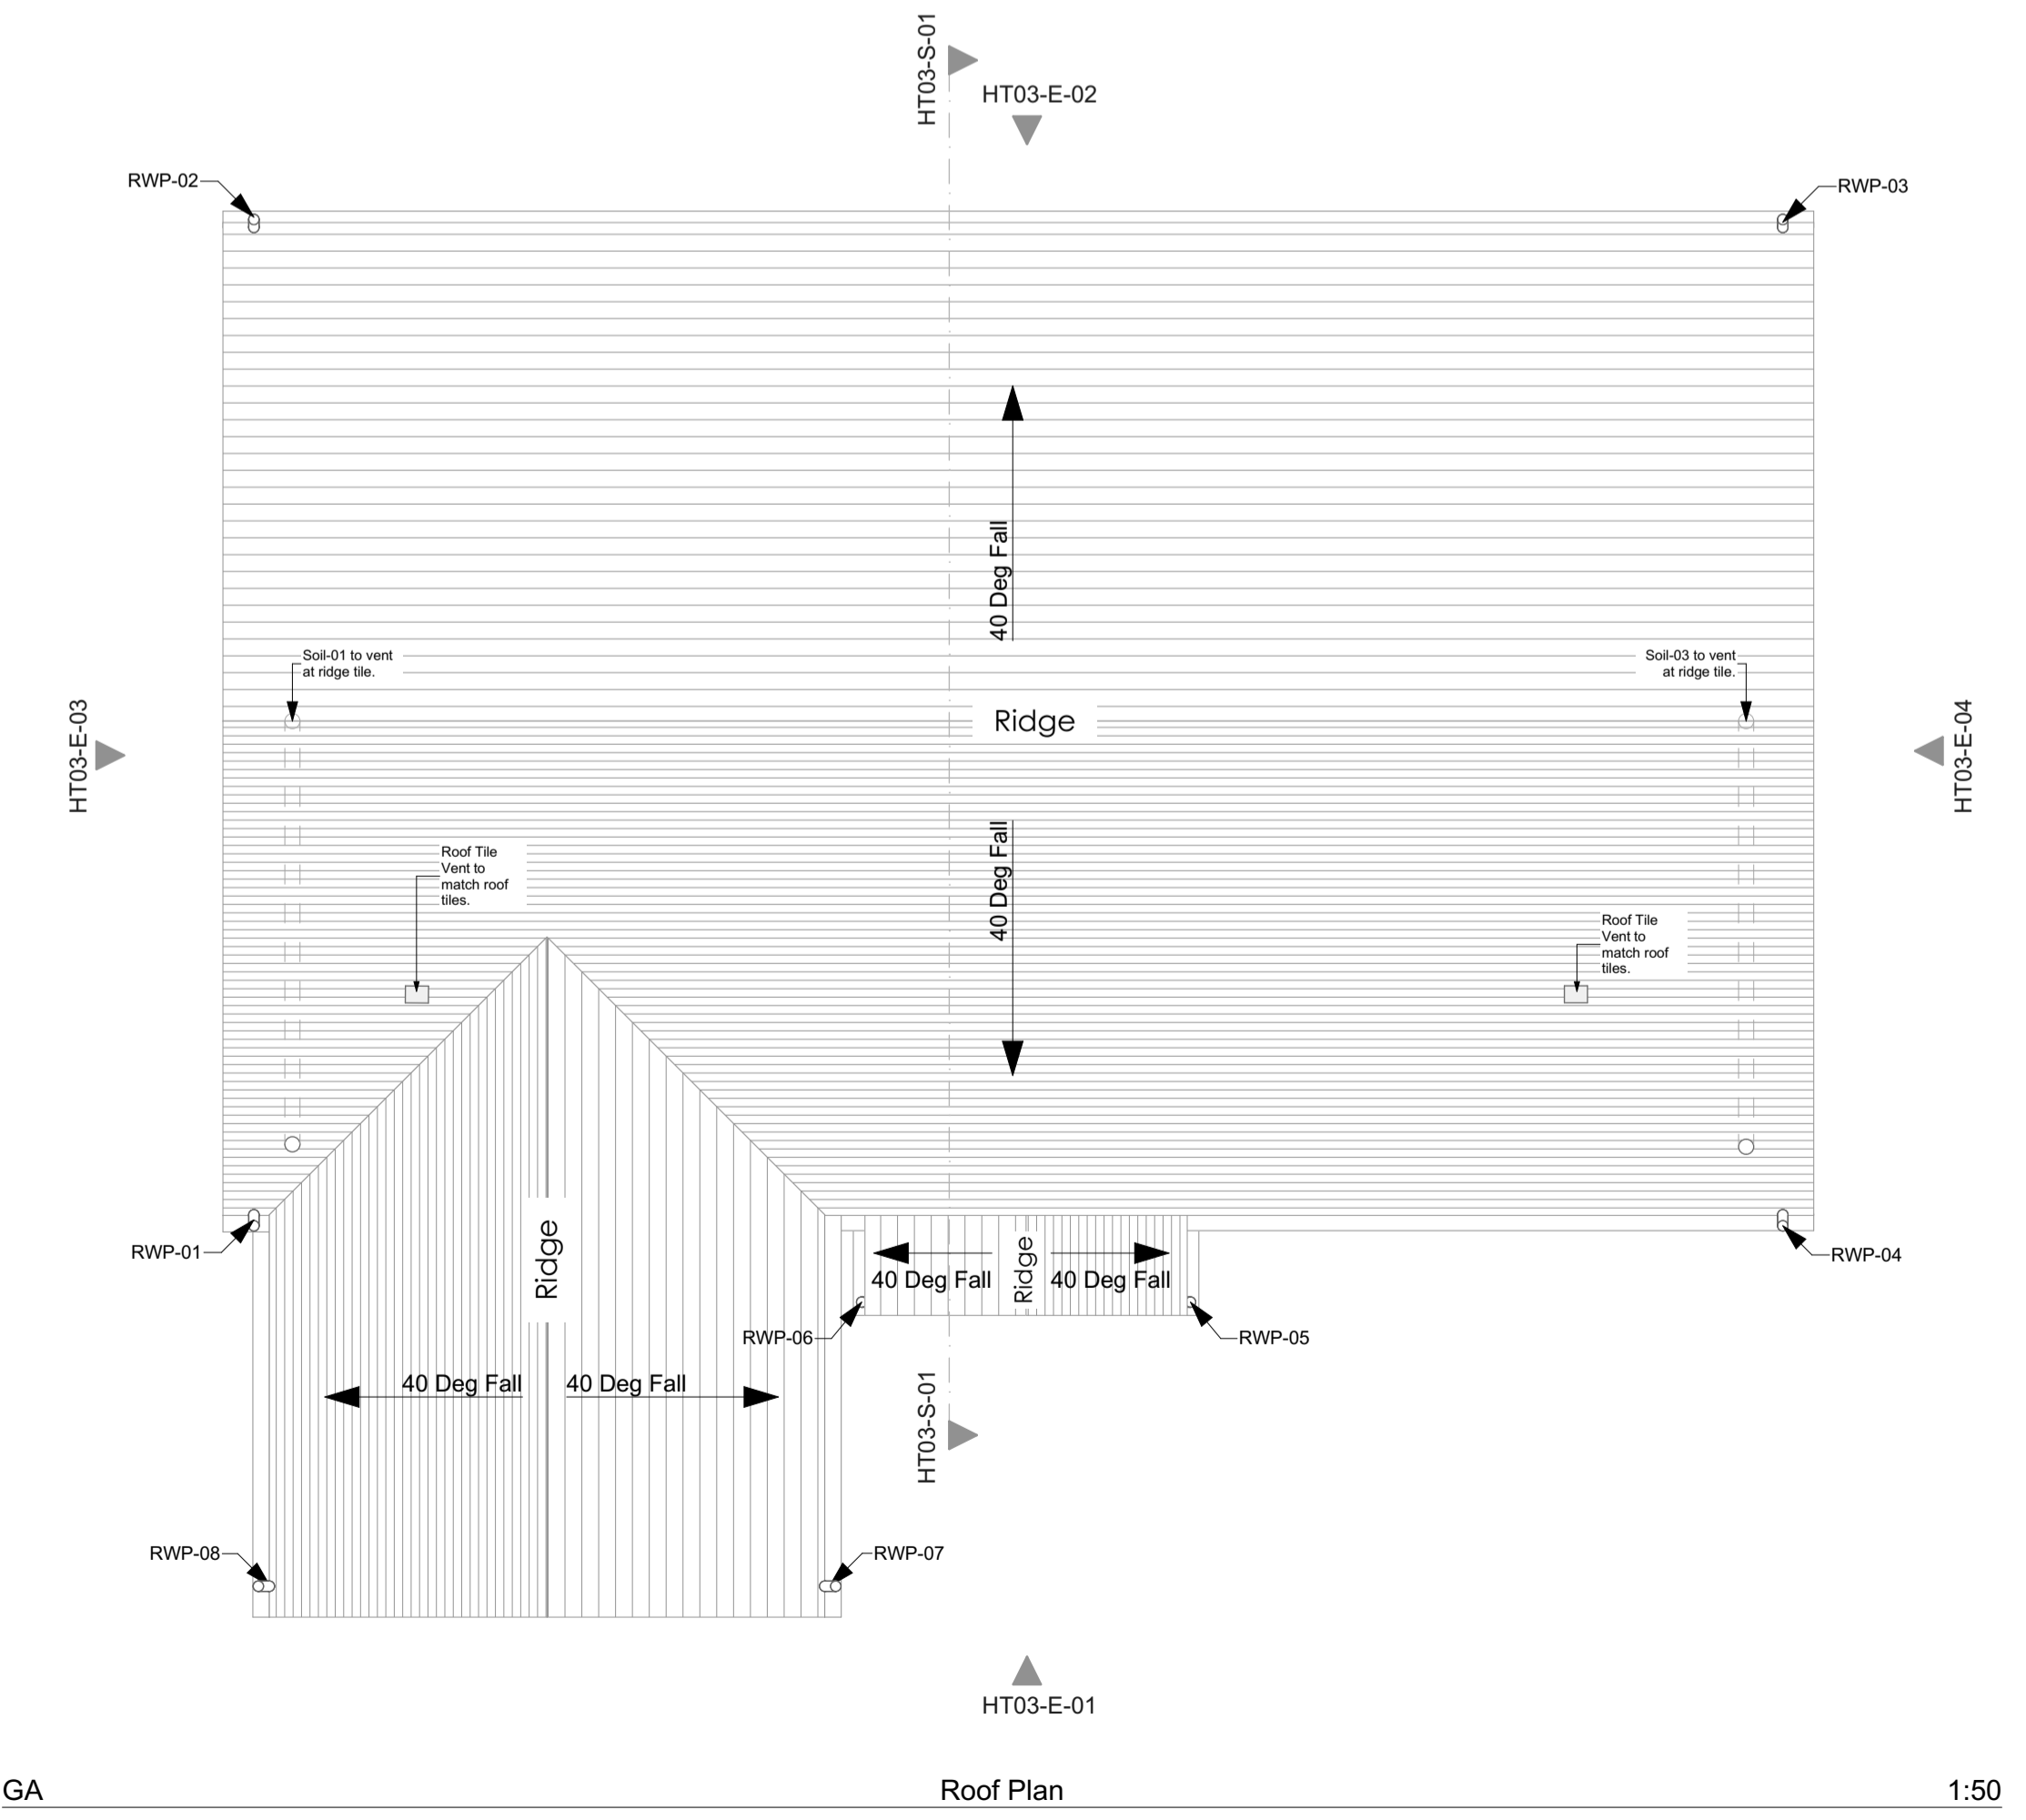 HT03-S-01
HT03-E-02
RWP-02
RWP-03
40 Deg Fall
Soil-01 to vent
at ridge tile.
Soil-03 to vent
at ridge tile.
Ridge
HT03-E-03
HT03-E-04
40 Deg Fall
Roof Tile
Vent to
match roof
tiles.
Roof Tile
Vent to
match roof
tiles.
RWP-01
Ridge
40 Deg Fall
Ridge
40 Deg Fall
RWP-04
RWP-06
RWP-05
40 Deg Fall
40 Deg Fall
HT03-S-01
RWP-08
RWP-07
HT03-E-01
GA
Roof Plan
1:50